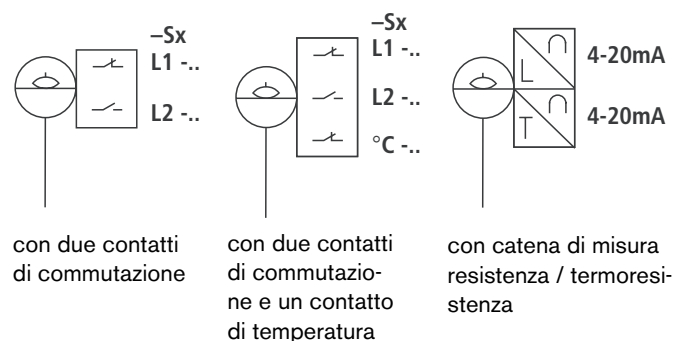 –Sx
L1 -..
L2 -..
con due contatti
di commutazione
–Sx
L1 -..
L2 -..
°C -..
con due contatti
di commutazio-
ne e un contatto
di temperatura
L
4-20mA
T
4-20mA
con catena di misura
resistenza / termoresi-
stenza